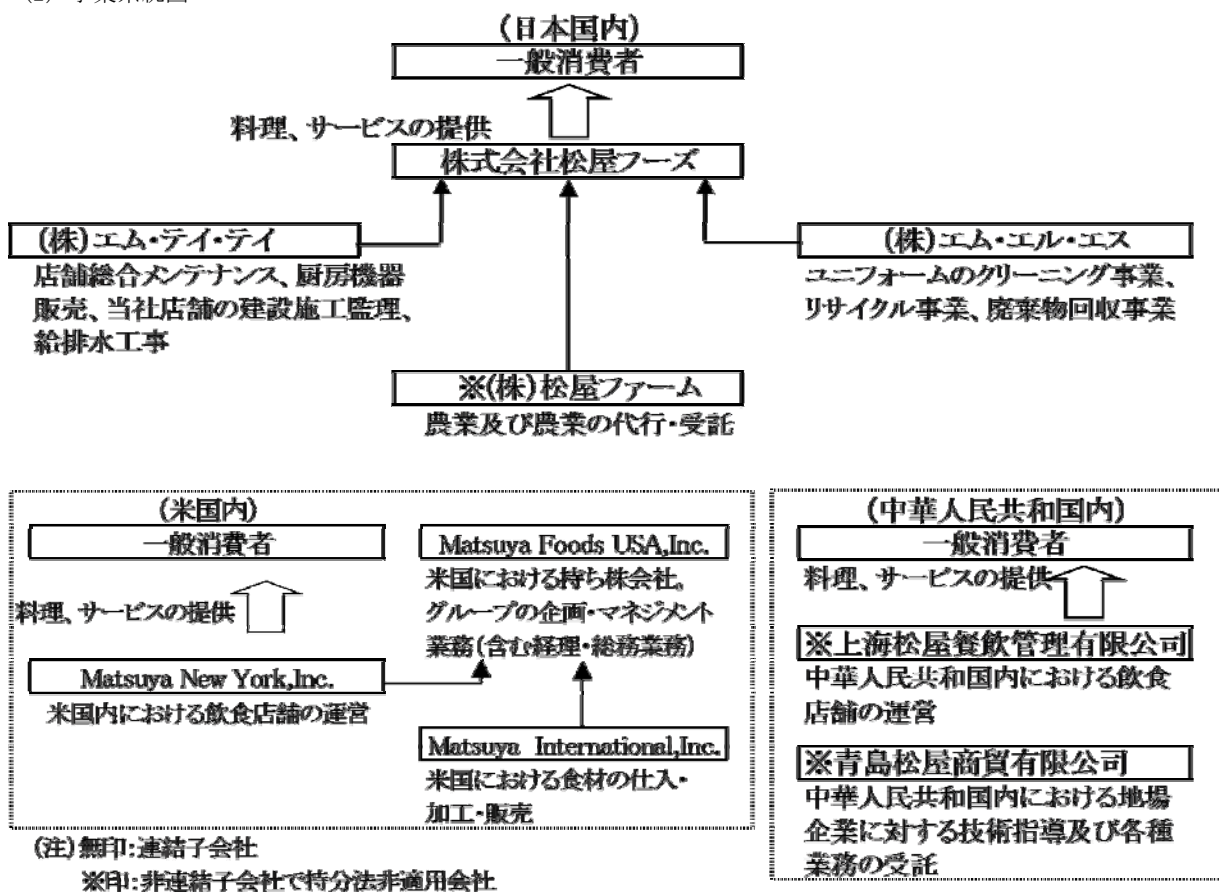 (日本国内)
一般消費者
料理、サービスの提供
株式会社松屋フーズ
(株)エム・テイ・テイ
店舗総合メンテナンス、厨房機器
販売、当社店舗の建設施工監理、
給排水工事
(株)エム・エル・エス
ユニフォームのクリーニング事業、
リサイクル事業、廃棄物回収事業
※(株)松屋ファーム
農業及び農業の代行・受託
(米国内)
一般消費者
料理、サービスの提供
Matsuya New York,Inc.
米国内における飲食店舗の運営
Matsuya Foods USA,Inc.
米国における持ち株会社。
グループの企画・マネジメント
業務(含む経理・総務業務)
Matsuya International,Inc.
米国における食材の仕入・
加工・販売
(中華人民共和国内)
一般消費者
料理、サービスの提供
※上海松屋餐飲管理有限公司
中華人民共和国内における飲食
店舗の運営
※青島松屋商貿有限公司
中華人民共和国内における地場
企業に対する技術指導及び各種
業務の受託
(注)無印:連結子会社
※印:非連結子会社で持分法非適用会社